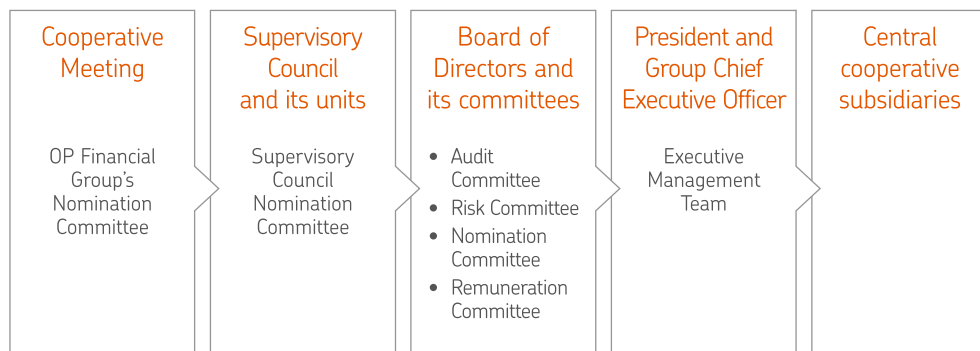 Cooperative
Meeting
OP Financial
Group's
Nomination
Committee
Supervisory
Council
and its units
Supervisory
Council
Nomination
Committee
Board of
Directors and
its committees
• Audit
Committee
• Risk Committee
• Nomination
Committee
• Remuneration
Committee
President and
Group Chief
Executive Officer
Executive
Management
Team
Central
cooperative
subsidiaries